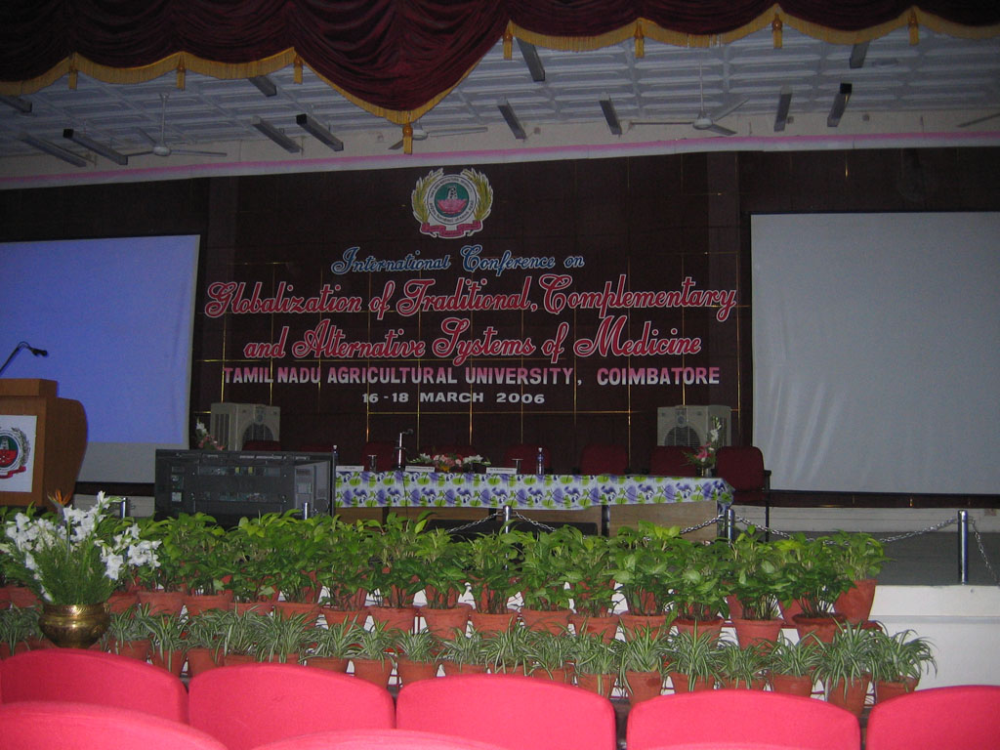 International Conference on
Globalization of Traditional, Complementary
and Alternative Systems of Medicine
TAMIL NADU AGRICULTURAL UNIVERSITY, COIMBATORE
16-18 MARCH 2006